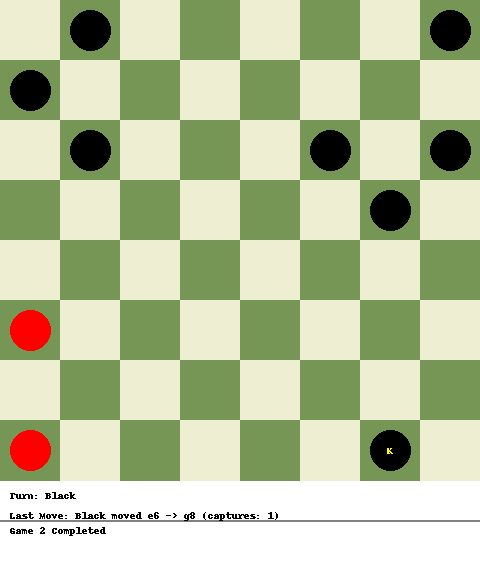 K
Turn: Black
Last Move: Black moved e6 -> g8 (captures: 1)
Game 2 Completed